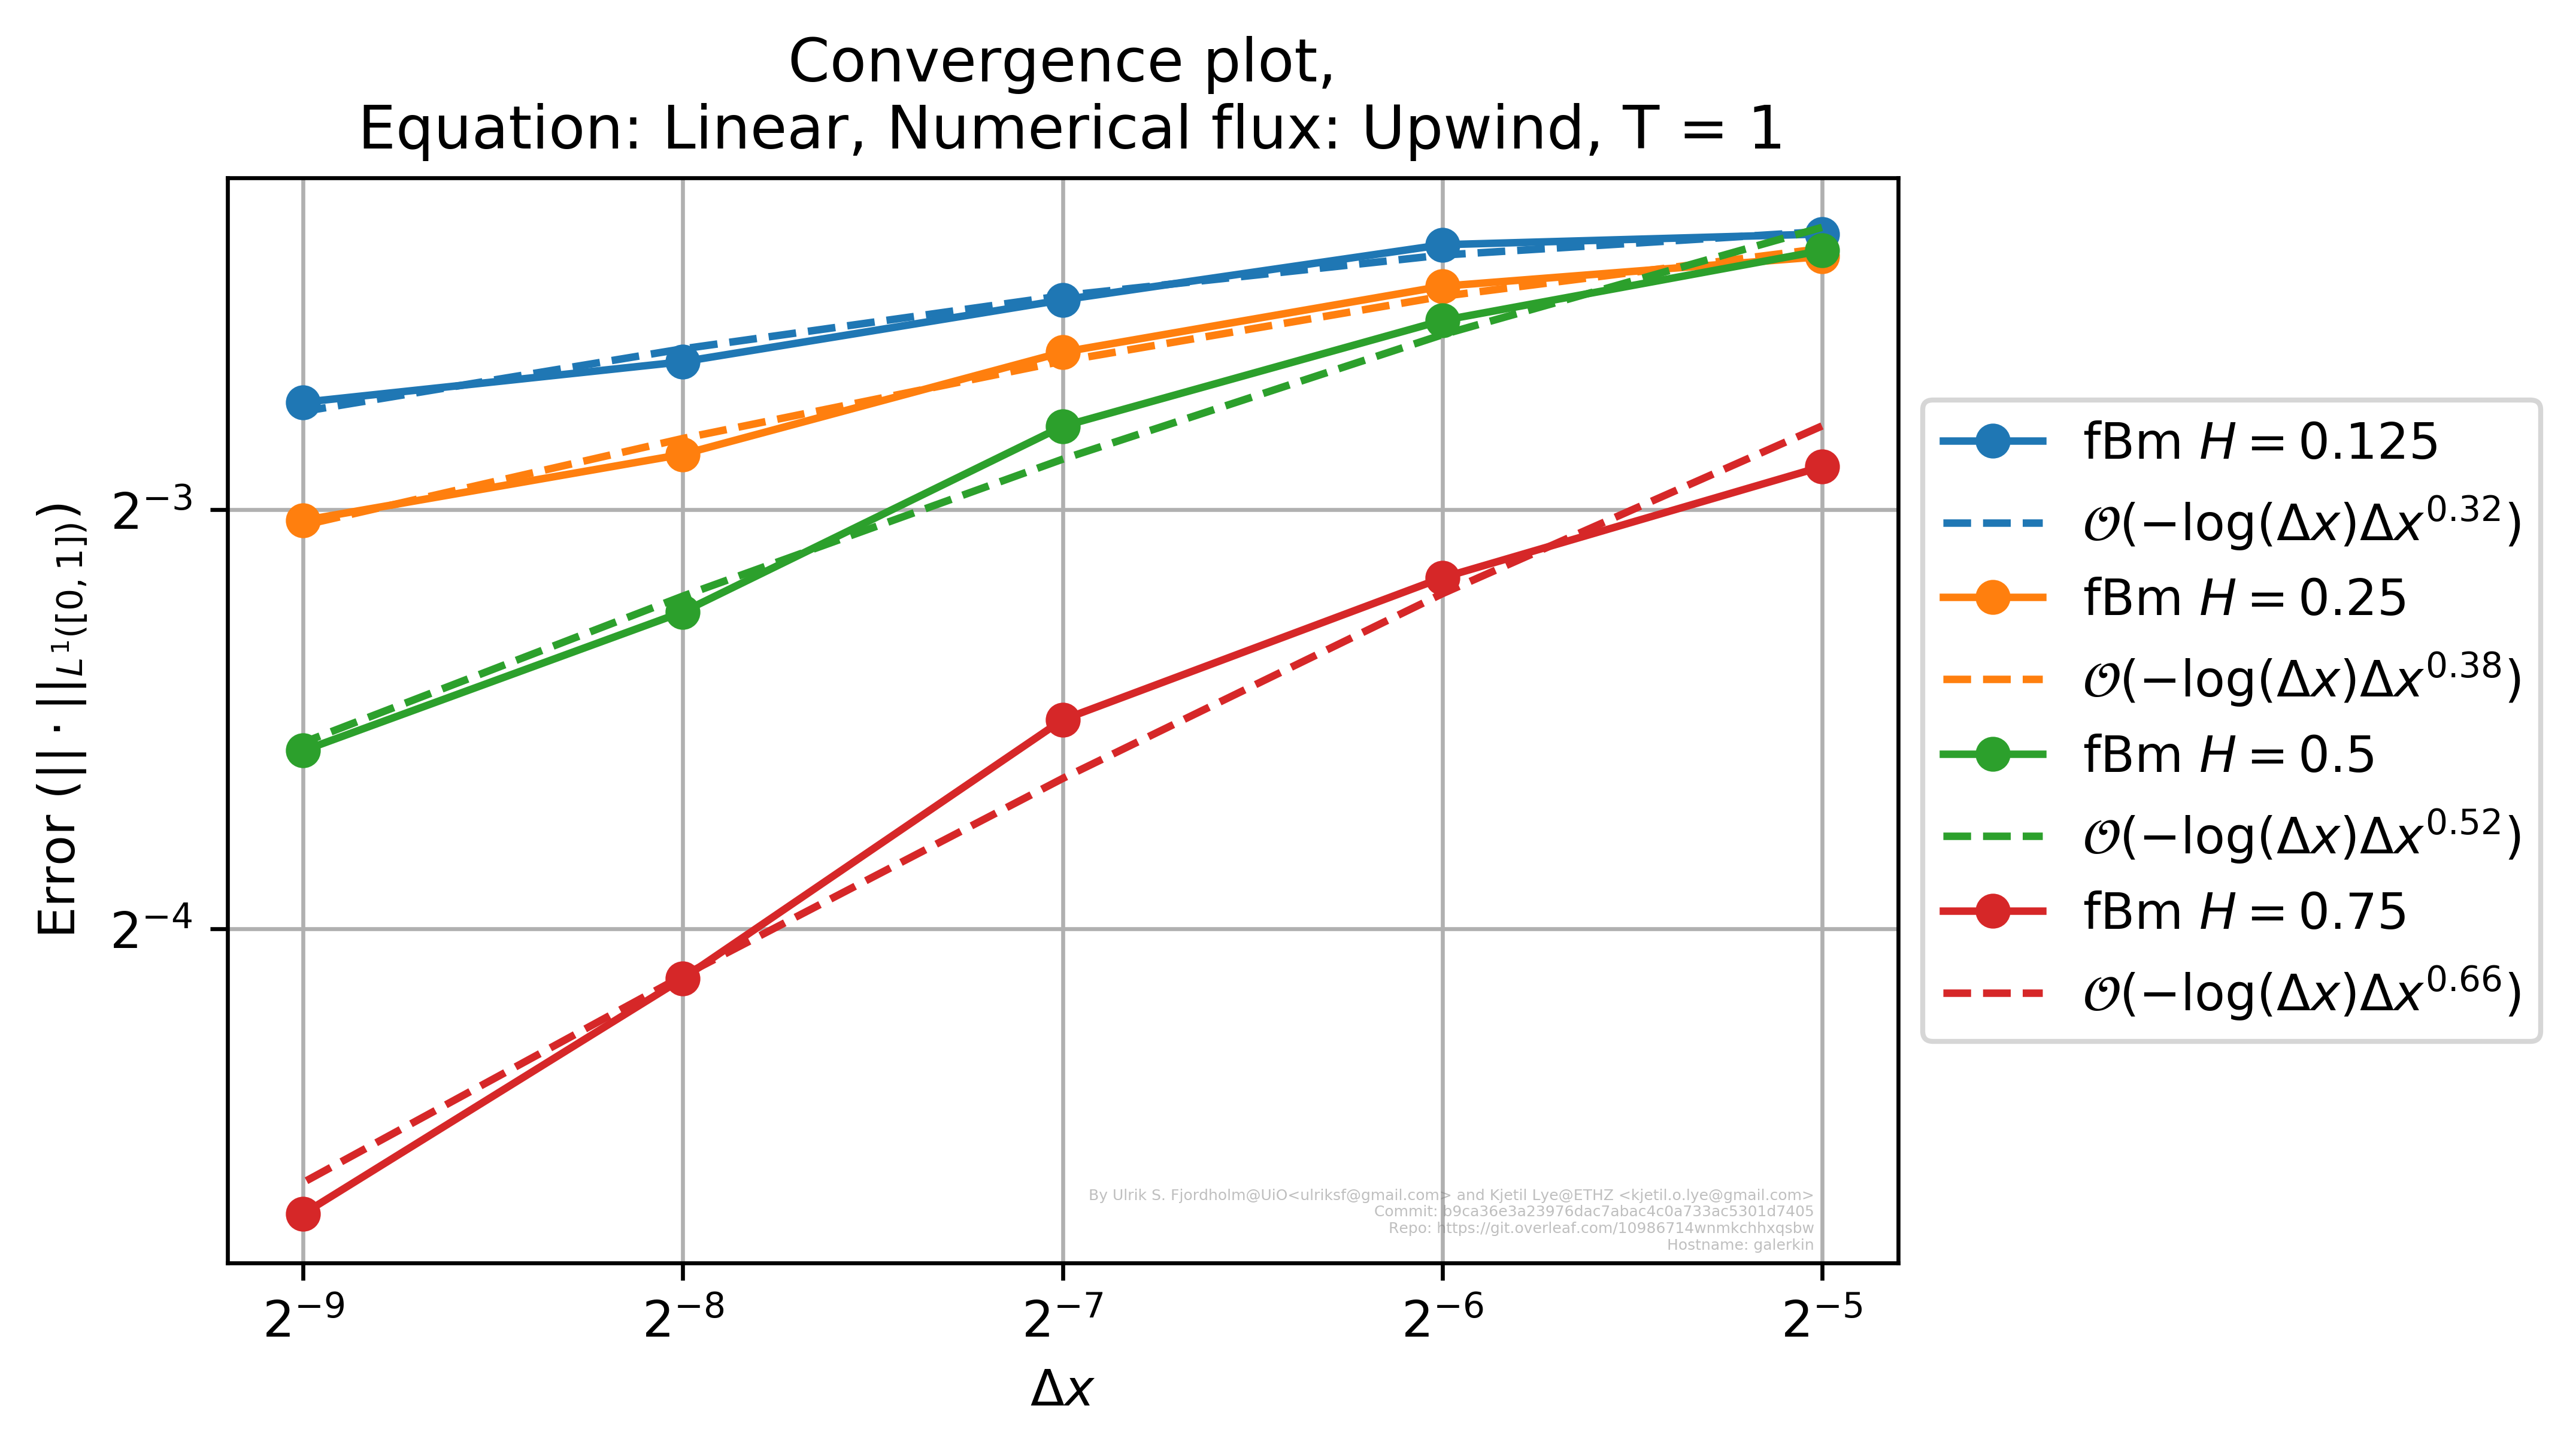 Convergence plot,
Equation: Linear, Numerical flux: Upwind, T = 1
Error (|| · ||_{L^1([0, 1])})
2^{-3}
2^{-4}
2^{-9} 2^{-8} 2^{-7} 2^{-6} 2^{-5}
Δx
fBm H = 0.125
𝒪(−log(Δx)Δx^{0.32})
fBm H = 0.25
𝒪(−log(Δx)Δx^{0.38})
fBm H = 0.5
𝒪(−log(Δx)Δx^{0.52})
fBm H = 0.75
𝒪(−log(Δx)Δx^{0.66})
By Ulrik S. Fjordholm@UiO<ulriksf@gmail.com> and Kjetil Lye@ETHZ <kjetil.o.lye@gmail.com>
Commit: b9ca36e3a23976dac7abac4c0a733ac5301d7405
Repo: https://git.overleaf.com/10986714wnmkchhxqsbw
Hostname: galerkin